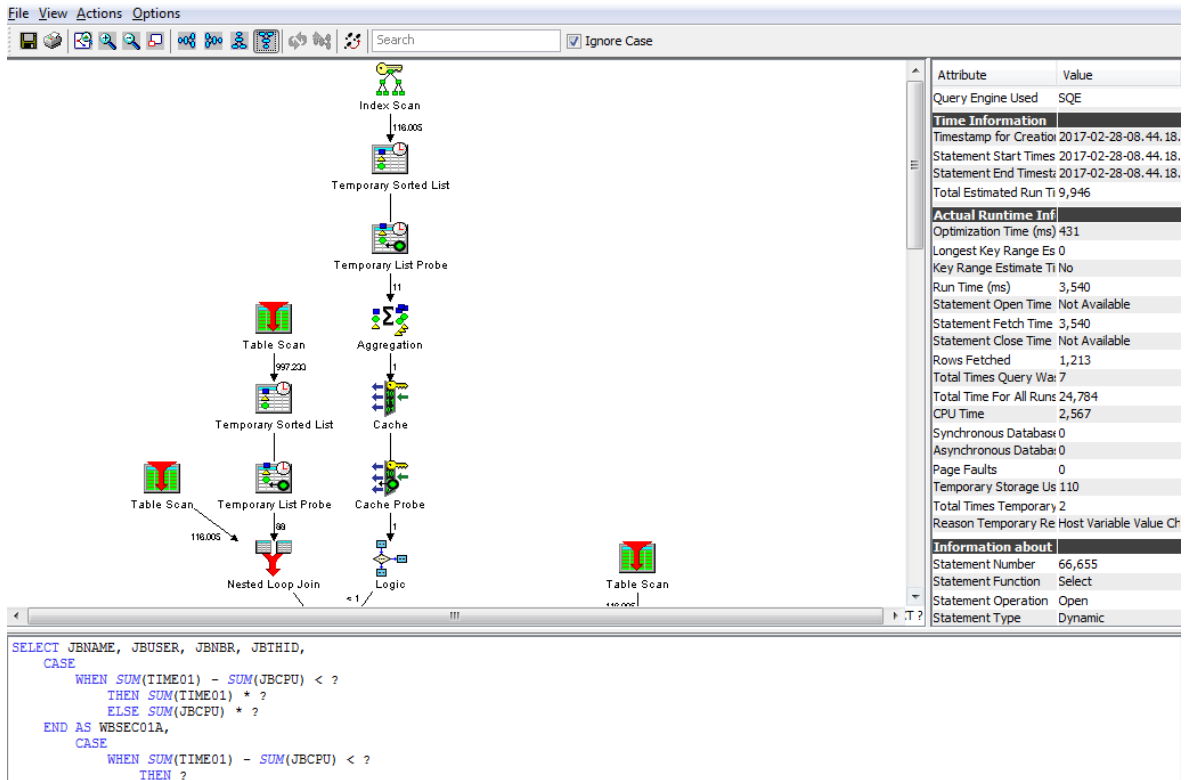 File View Actions Options
Search
Ignore Case
Index Scan
116.005
Temporary Sorted List
Temporary List Probe
11
Table Scan
Aggregation
997.233
1
Temporary Sorted List
Cache
Table Scan
Temporary List Probe
Cache Probe
116.005
1
Nested Loop Join
Logic
Table Scan
< 1
T ?
Attribute Value
Query Engine Used SQE
Time Information
Timestamp for Creatio 2017-02-28-08.44.18.
Statement Start Times 2017-02-28-08.44.18.
Statement End Timesta 2017-02-28-08.44.18.
Total Estimated Run Ti 9,946
Actual Runtime Inf
Optimization Time (ms) 431
Longest Key Range Es 0
Key Range Estimate Ti No
Run Time (ms) 3,540
Statement Open Time Not Available
Statement Fetch Time 3,540
Statement Close Time Not Available
Rows Fetched 1,213
Total Times Query Wa 7
Total Time For All Runs 24,784
CPU Time 2,567
Synchronous Database 0
Asynchronous Databa 0
Page Faults 0
Temporary Storage Us 110
Total Times Temporary 2
Reason Temporary Re Host Variable Value Ch
Information about
Statement Number 66,655
Statement Function Select
Statement Operation Open
Statement Type Dynamic
SELECT JBNAME, JBUSER, JBNBR, JBTHID,
CASE
WHEN SUM(TIME01) - SUM(JBCPU) < ?
THEN SUM(TIME01) * ?
ELSE SUM(JBCPU) * ?
END AS WBSEC01A,
CASE
WHEN SUM(TIME01) - SUM(JBCPU) < ?
THEN ?